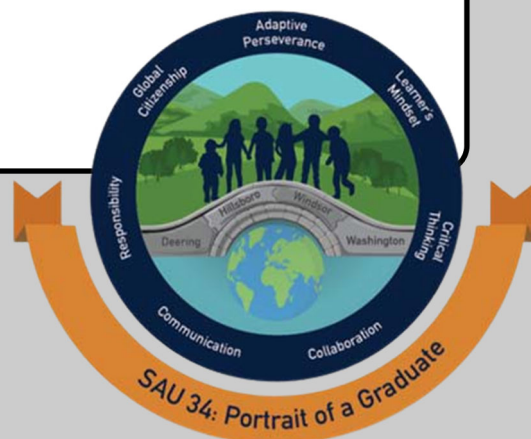 Adaptive
Perseverance
Global
Citizenship
Learner's
Mindset
Responsibility
Critical
Thinking
Hillsboro
Windsor
Deering
Washington
Communication
Collaboration
SAU 34: Portrait of a Graduate